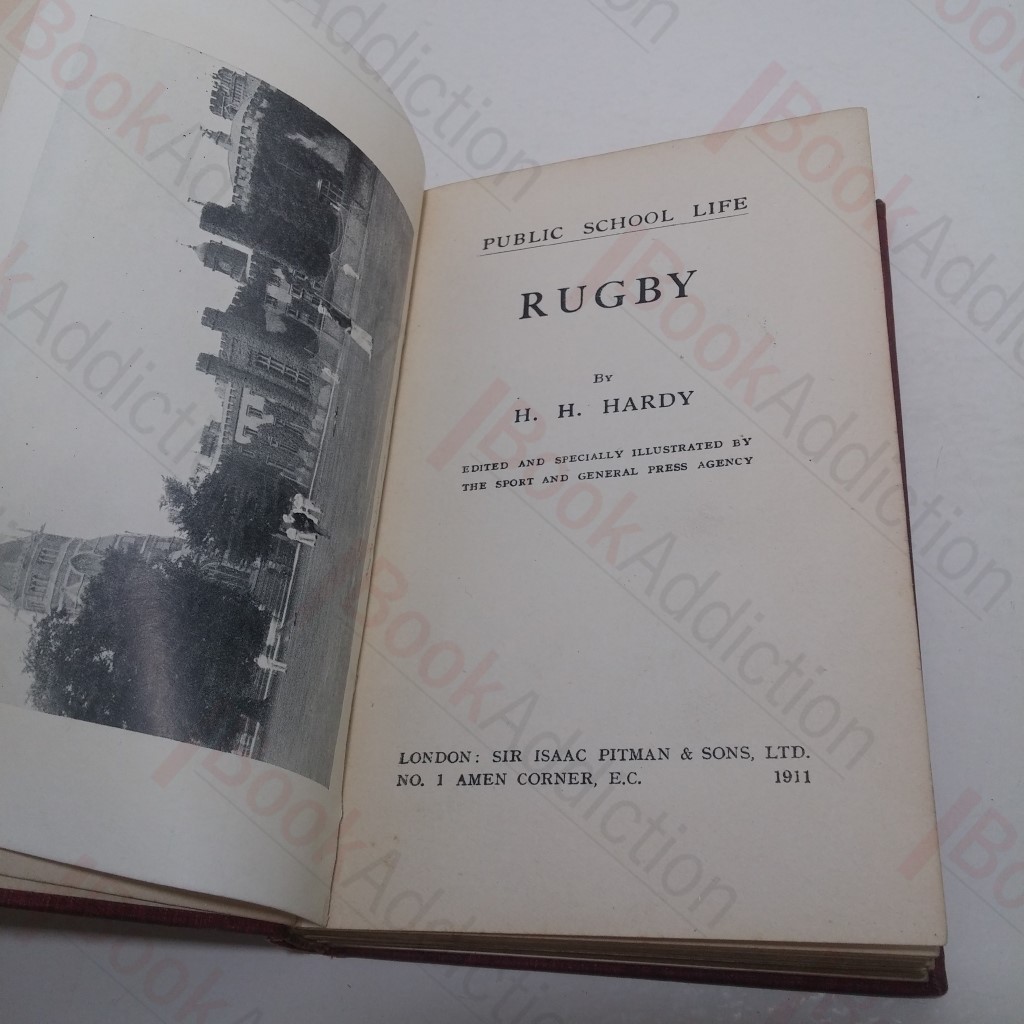 PUBLIC SCHOOL LIFE
RUGBY
By
H. H. HARDY
EDITED AND SPECIALLY ILLUSTRATED BY
THE SPORT AND GENERAL PRESS AGENCY
LONDON: SIR ISAAC PITMAN & SONS, LTD.
NO. 1 AMEN CORNER, E.C. 1911
BookAddiction